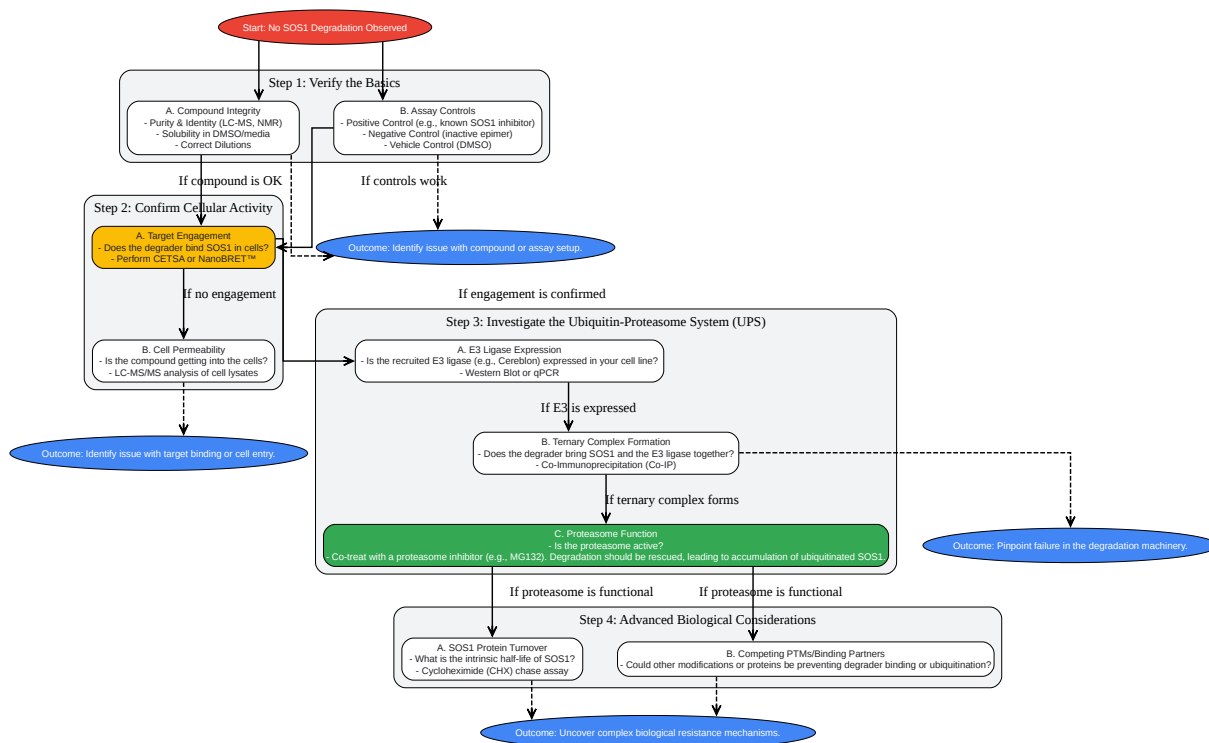 Start: No SOS1 Degradation Observed
Step 1: Verify the Basics
A. Compound Integrity
- Purity & Identity (LC-MS, NMR)
- Solubility in DMSO/media
- Correct Dilutions
B. Assay Controls
- Positive Control (e.g., known SOS1 inhibitor)
- Negative Control (inactive epimer)
- Vehicle Control (DMSO)
If compound is OK
If controls work
Step 2: Confirm Cellular Activity
A. Target Engagement
- Does the degrader bind SOS1 in cells?
- Perform CETSA or NanoBRET™
Outcome: Identify issue with compound or assay setup.
If no engagement
If engagement is confirmed
B. Cell Permeability
- Is the compound getting into the cells?
- LC-MS/MS analysis of cell lysates
Outcome: Identify issue with target binding or cell entry.
Step 3: Investigate the Ubiquitin-Proteasome System (UPS)
A. E3 Ligase Expression
- Is the recruited E3 ligase (e.g., Cereblon) expressed in your cell line?
- Western Blot or qPCR
If E3 is expressed
B. Ternary Complex Formation
- Does the degrader bring SOS1 and the E3 ligase together?
- Co-Immunoprecipitation (Co-IP)
If ternary complex forms
C. Proteasome Function
- Is the proteasome active?
- Co-treat with a proteasome inhibitor (e.g., MG132). Degradation should be rescued, leading to accumulation of ubiquitinated SOS1.
Outcome: Pinpoint failure in the degradation machinery.
If proteasome is functional
If proteasome is functional
Step 4: Advanced Biological Considerations
A. SOS1 Protein Turnover
- What is the intrinsic half-life of SOS1?
- Cycloheximide (CHX) chase assay
B. Competing PTMs/Binding Partners
- Could other modifications or proteins be preventing degrader binding or ubiquitination?
Outcome: Uncover complex biological resistance mechanisms.